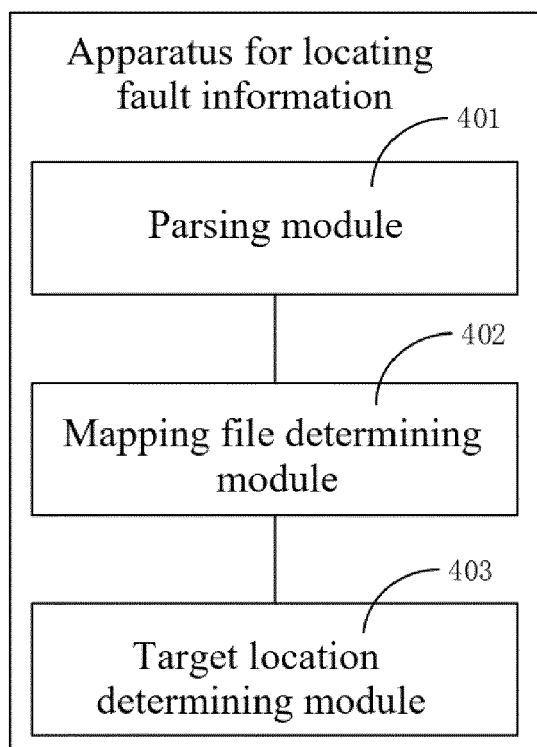 Apparatus for locating
fault information
401
Parsing module
402
Mapping file determining
module
403
Target location
determining module